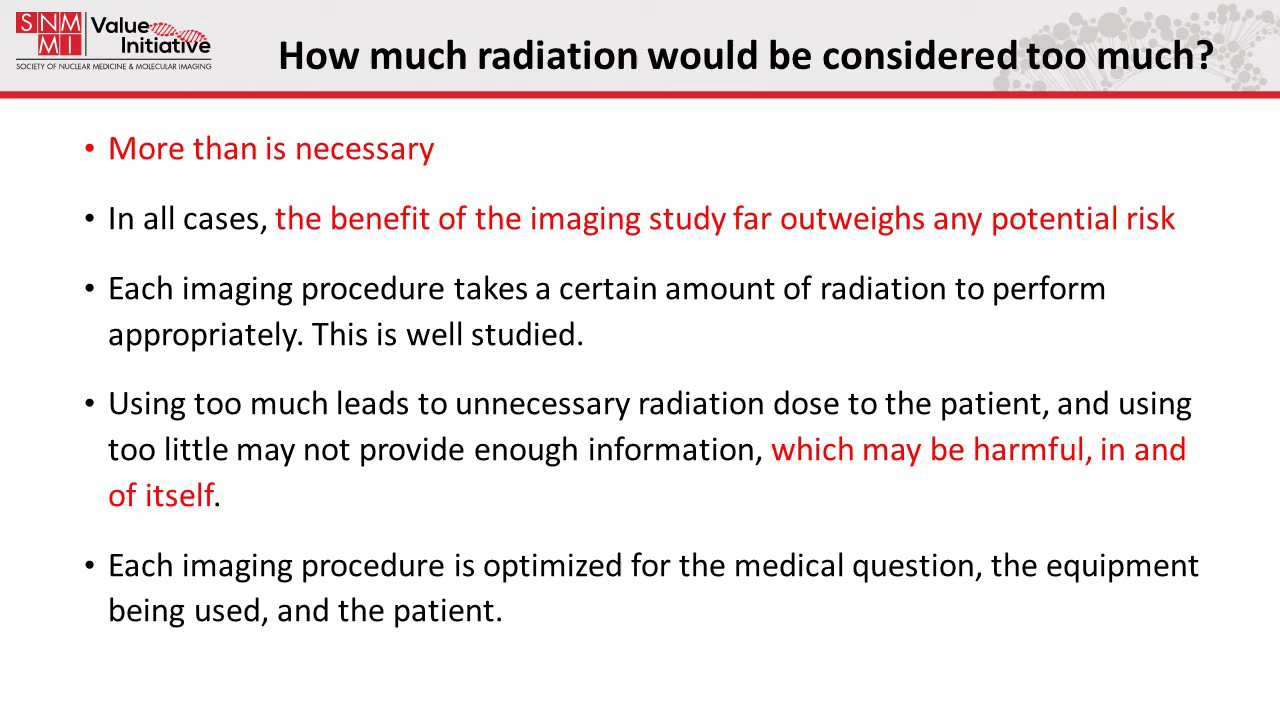 SNM
MI
Value
Initiative
SOCIETY OF NUCLEAR MEDICINE & MOLECULAR IMAGING
How much radiation would be considered too much?
• More than is necessary
• In all cases, the benefit of the imaging study far outweighs any potential risk
• Each imaging procedure takes a certain amount of radiation to perform
appropriately. This is well studied.
• Using too much leads to unnecessary radiation dose to the patient, and using
too little may not provide enough information, which may be harmful, in and
of itself.
• Each imaging procedure is optimized for the medical question, the equipment
being used, and the patient.